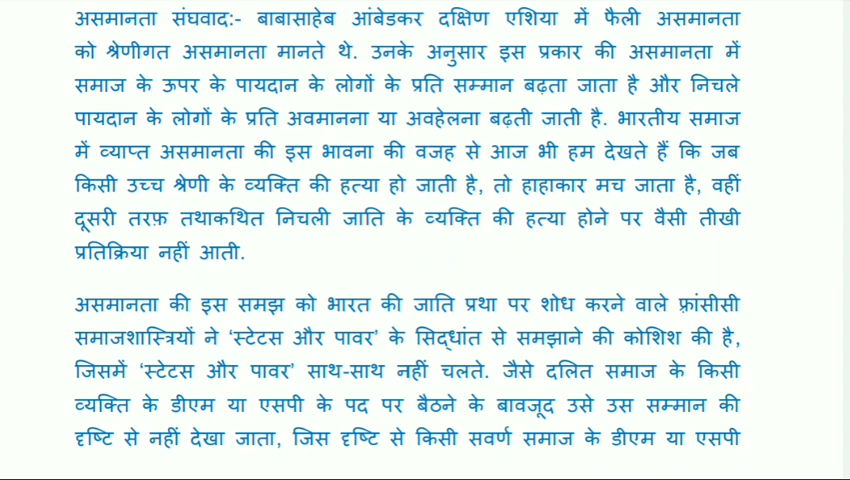 असमानता संघवाद:- बाबासाहेब आंबेडकर दक्षिण एशिया में फैली असमानता
को श्रेणीगत असमानता मानते थे. उनके अनुसार इस प्रकार की असमानता में
समाज के ऊपर के पायदान के लोगों के प्रति सम्मान बढ़ता जाता है और निचले
पायदान के लोगों के प्रति अवमानना या अवहेलना बढ़ती जाती है. भारतीय समाज
में व्याप्त असमानता की इस भावना की वजह से आज भी हम देखते हैं कि जब
किसी उच्च श्रेणी के व्यक्ति की हत्या हो जाती है, तो हाहाकार मच जाता है, वहीं
दूसरी तरफ़ तथाकथित निचली जाति के व्यक्ति की हत्या होने पर वैसी तीखी
प्रतिक्रिया नहीं आती.
असमानता की इस समझ को भारत की जाति प्रथा पर शोध करने वाले फ़्रांसीसी
समाजशास्त्रियों ने ‘स्टेटस और पावर’ के सिद्धांत से समझाने की कोशिश की है,
जिसमें ‘स्टेटस और पावर’ साथ-साथ नहीं चलते. जैसे दलित समाज के किसी
व्यक्ति के डीएम या एसपी के पद पर बैठने के बावजूद उसे उस सम्मान की
दृष्टि से नहीं देखा जाता, जिस दृष्टि से किसी सवर्ण समाज के डीएम या एसपी